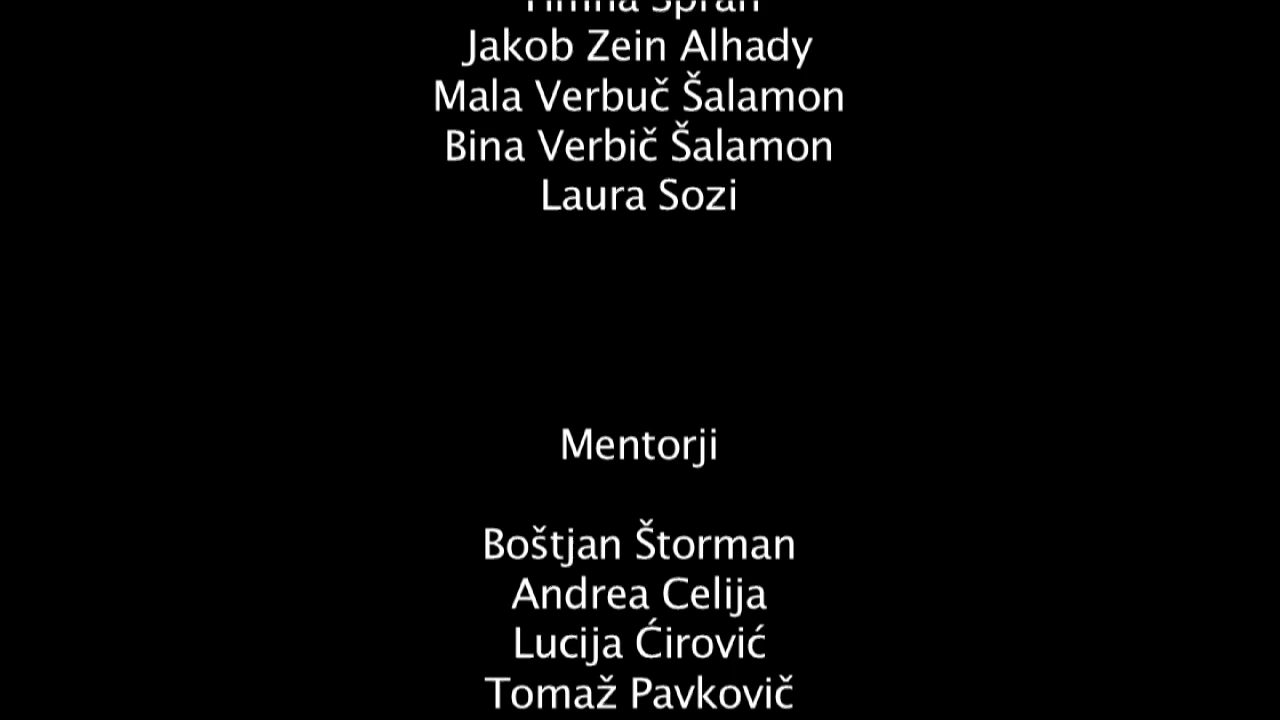 Jakob Zein Alhady
Mala Verbuč Šalamon
Bina Verbič Šalamon
Laura Sozi
Mentorji
Boštjan Štorman
Andrea Celija
Lucija Ćirović
Tomaž Pavkovič